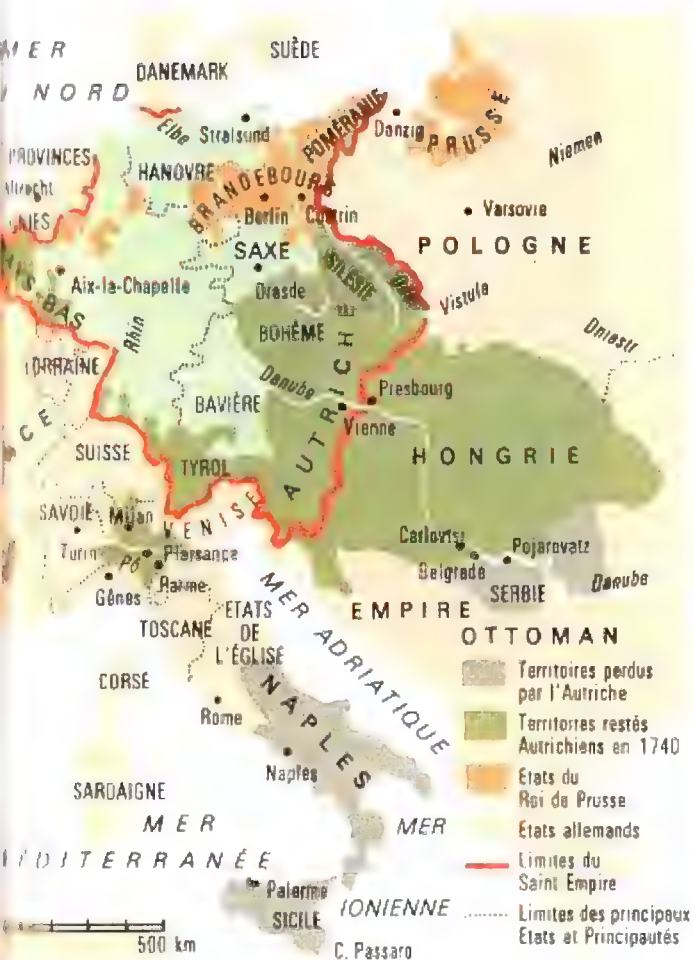 MER
NORD
SUÈDE
DANEMARK
Elbe
Stralsund
POMÉRANIE
Danzig
PRUSSE
Niemen
PROVINCES
HANOVRE
BRANDEBOURG
Berlin
Varsovie
POLOGNE
SAXE
Dresde
SILÉSIE
Vistule
PAYS-BAS
Aix-la-Chapelle
Rhin
BOHÊME
Dniestr
LORRAINE
Danube
Presbourg
BAVIÈRE
Vienne
AUTRICHE
HONGRIE
SUISSE
TYROL
SAVOIE
Milan
VENISE
Turin
Pô
Plaisance
Parme
Gênes
Carlovtsi
Belgrade
Pojarovatz
SERBIE
Danube
MER ADRIATIQUE
EMPIRE
OTTOMAN
TOSCANE
ETATS
DE
L'ÉGLISE
CORSE
Rome
NAPLES
Naples
SARDAIGNE
MER
MÉDITERRANÉE
MER
IONIENNE
Palerme
SICILE
C. Passaro
500 km
Territoires perdus
par l'Autriche
Territoires restés
Autrichiens en 1740
Etats du
Roi de Prusse
Etats allemands
Limites du
Saint Empire
Limites des principaux
Etats et Principautés